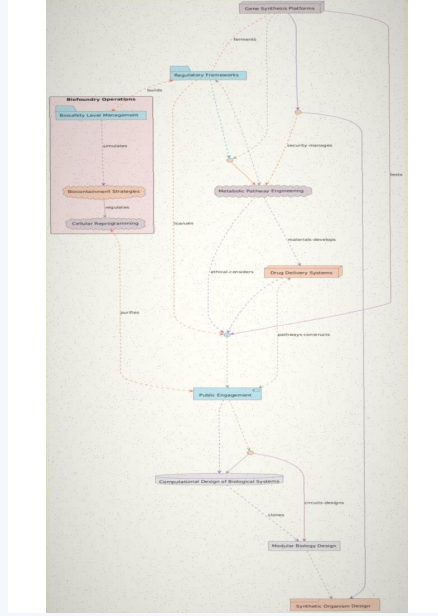 Gene Synthesis Platforms
ferments
Regulatory Frameworks
builds
Biofoundry Operations
Biosafety Level Management
simulates
security-manages
tests
Biocontainment Strategies
Metabolic Pathway Engineering
regulates
Cellular Reprogramming
materials-develops
ethical-considers
Drug Delivery Systems
purifies
pathways-constructs
Public Engagement
Computational Design of Biological Systems
circuits-designs
clones
Modular Biology Design
Synthetic Organism Design